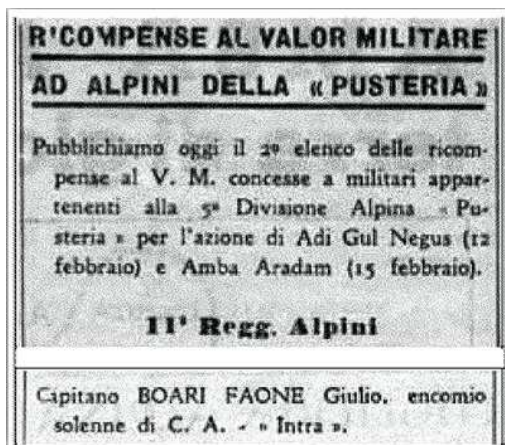 R'COMPENSE AL VALOR MILITARE
AD ALPINI DELLA « PUSTERIA »
Pubblichiamo oggi il 2º elenco delle ricom-
pense al V. M. concesse a militari appar-
tenenti alla 5ª Divisione Alpina « Pu-
steria » per l'azione di Adi Gul Negus (12
febbraio) e Amba Aradam (15 febbraio).
11º Regg. Alpini
Capitano BOARI FAONE Giulio, encomio
solenne di C. A. - « Intra ».